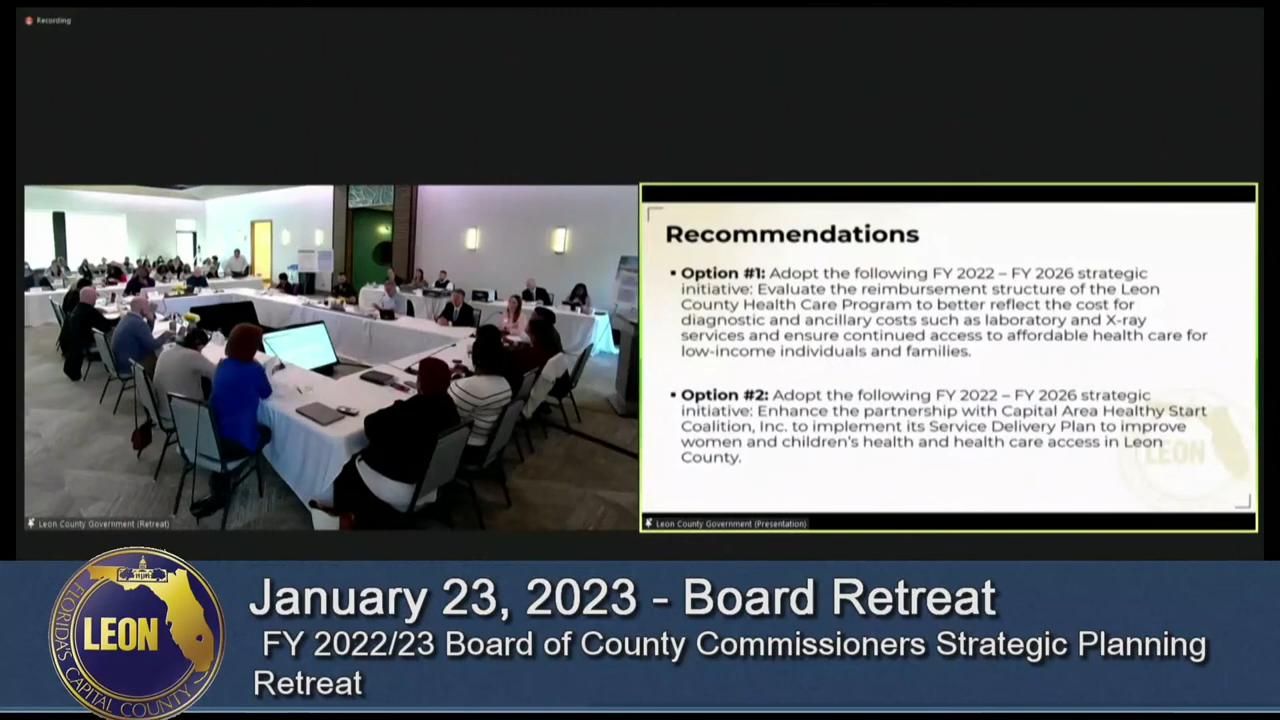 Recording
Recommendations
▪ Option #1: Adopt the following FY 2022 – FY 2026 strategic
initiative: Evaluate the reimbursement structure of the Leon
County Health Care Program to better reflect the cost for
diagnostic and ancillary costs such as laboratory and X-ray
services and ensure continued access to affordable health care for
low-income individuals and families.
▪ Option #2: Adopt the following FY 2022 – FY 2026 strategic
initiative: Enhance the partnership with Capital Area Healthy Start
Coalition, Inc. to implement its Service Delivery Plan to improve
women and children's health and health care access in Leon
County.
LEON
Leon County Government (Retreat)
Leon County Government (Presentation)
FLORIDA'S CAPITAL COUNTY
LEON
January 23, 2023 - Board Retreat
FY 2022/23 Board of County Commissioners Strategic Planning
Retreat